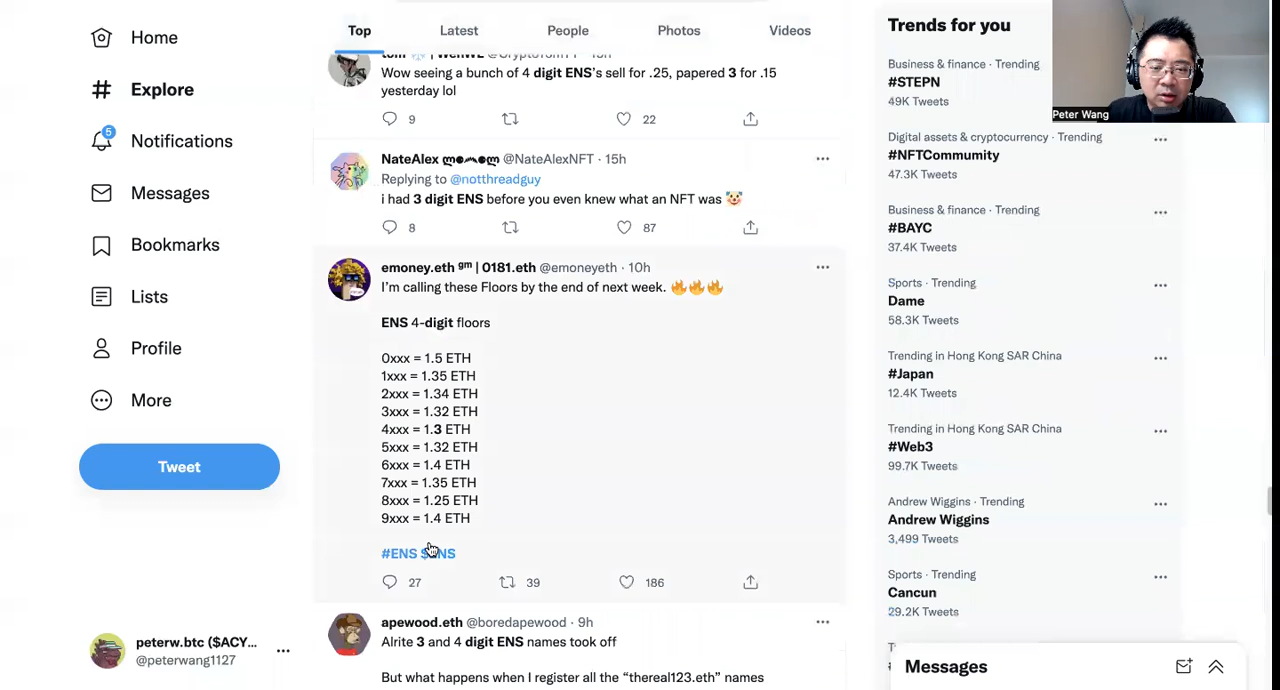 Home
Explore
5
Notifications
Messages
Bookmarks
Lists
Profile
More
Tweet
peterw.btc ($ACY...
@peterwang1127
Top
Latest
People
Photos
Videos
Wow seeing a bunch of 4 digit ENS's sell for .25, papered 3 for .15
yesterday lol
9
22
NateAlex @NateAlexNFT · 15h
Replying to @notthreadguy
i had 3 digit ENS before you even knew what an NFT was 🤡
8
87
emoney.eth ᵍᵐ | 0181.eth @emoneyeth · 10h
I'm calling these Floors by the end of next week. 🔥🔥🔥
ENS 4-digit floors
0xxx = 1.5 ETH
1xxx = 1.35 ETH
2xxx = 1.34 ETH
3xxx = 1.32 ETH
4xxx = 1.3 ETH
5xxx = 1.32 ETH
6xxx = 1.4 ETH
7xxx = 1.35 ETH
8xxx = 1.25 ETH
9xxx = 1.4 ETH
#ENS $ENS
27
39
186
apewood.eth @boredapewood · 9h
Alrite 3 and 4 digit ENS names took off
But what happens when I register all the "thereal123.eth" names
Trends for you
Business & finance · Trending
#STEPN
49K Tweets
Digital assets & cryptocurrency · Trending
#NFTCommumity
47.3K Tweets
Business & finance · Trending
#BAYC
37.4K Tweets
Sports · Trending
Dame
58.3K Tweets
Trending in Hong Kong SAR China
#Japan
12.4K Tweets
Trending in Hong Kong SAR China
#Web3
99.7K Tweets
Andrew Wiggins · Trending
Andrew Wiggins
3,499 Tweets
Sports · Trending
Cancun
29.2K Tweets
Messages
Peter Wang